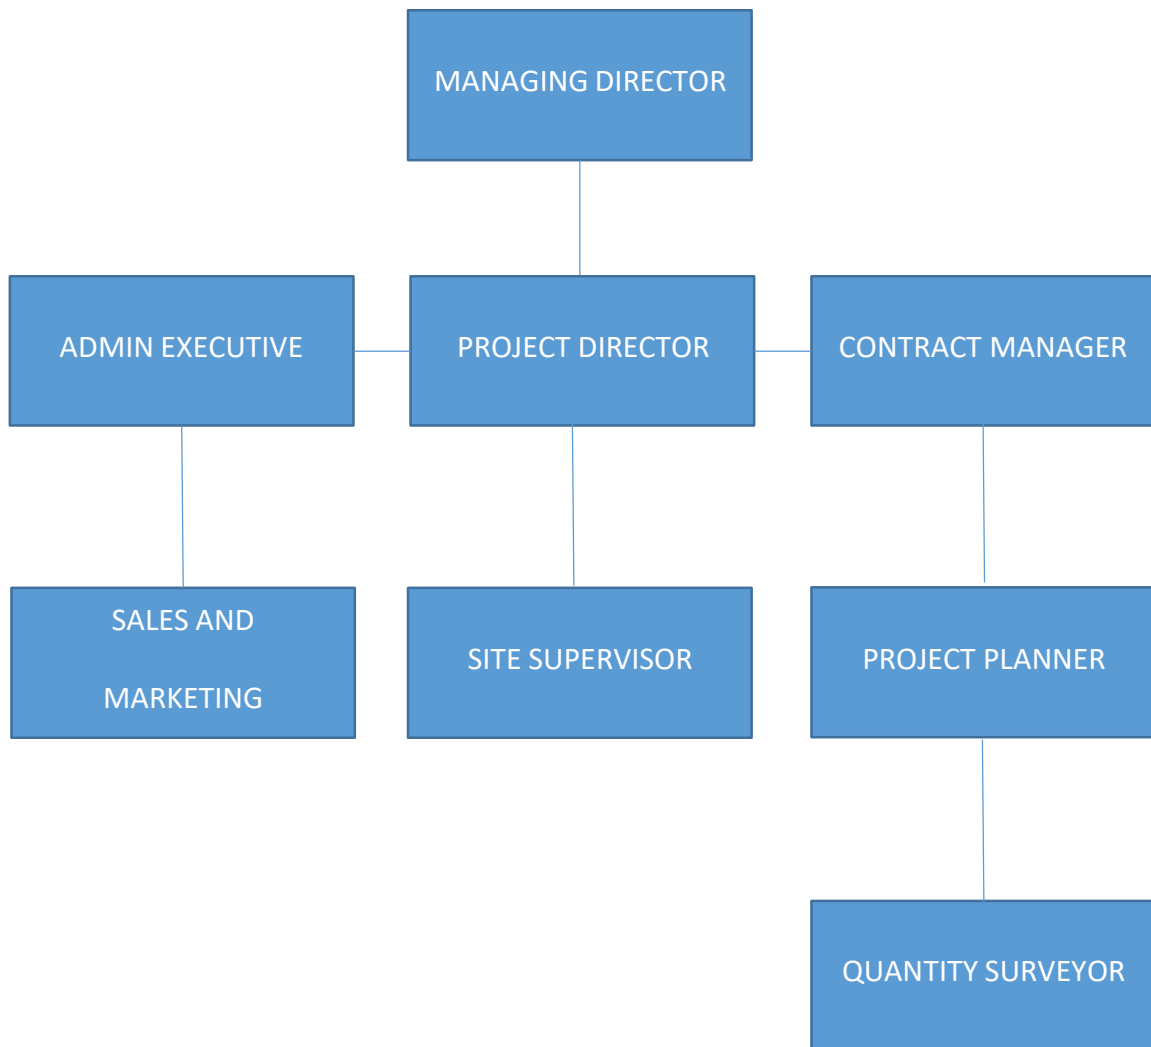 MANAGING DIRECTOR
ADMIN EXECUTIVE
PROJECT DIRECTOR
CONTRACT MANAGER
SALES AND
MARKETING
SITE SUPERVISOR
PROJECT PLANNER
QUANTITY SURVEYOR